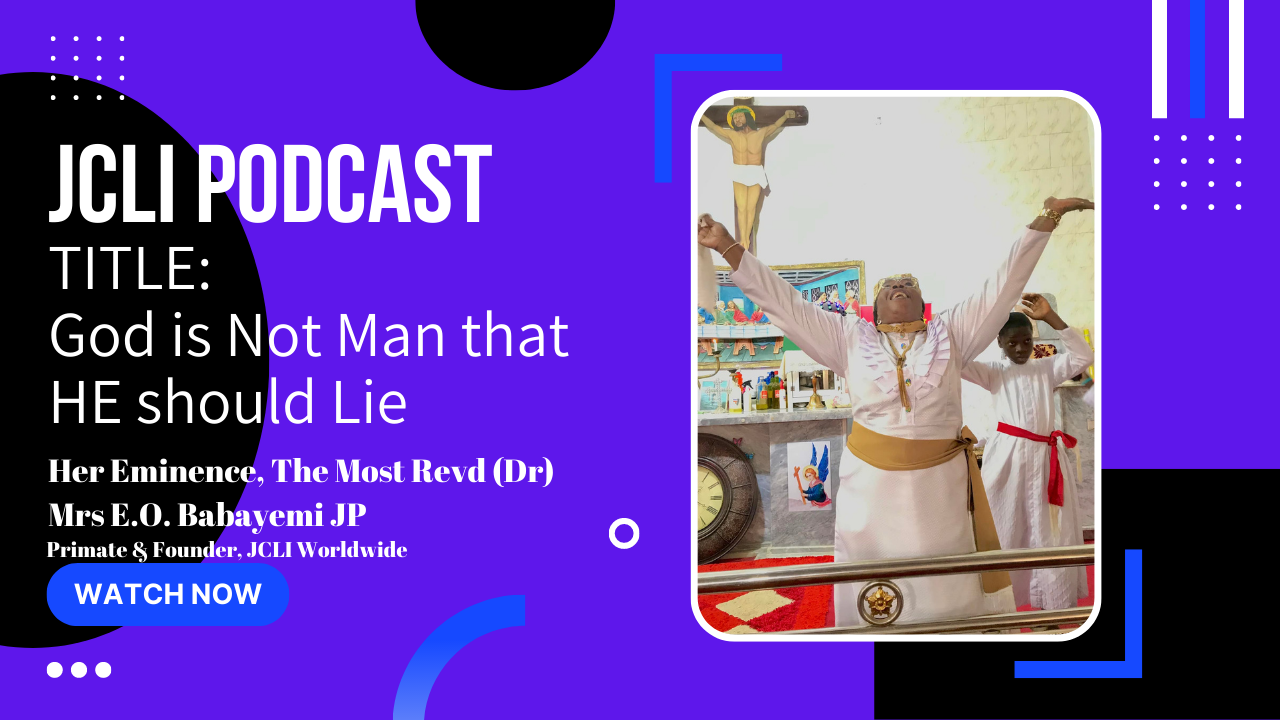 JCLI PODCAST
TITLE:
God is Not Man that
HE should Lie
Her Eminence, The Most Revd (Dr)
Mrs E.O. Babayemi JP
Primate & Founder, JCLI Worldwide
WATCH NOW